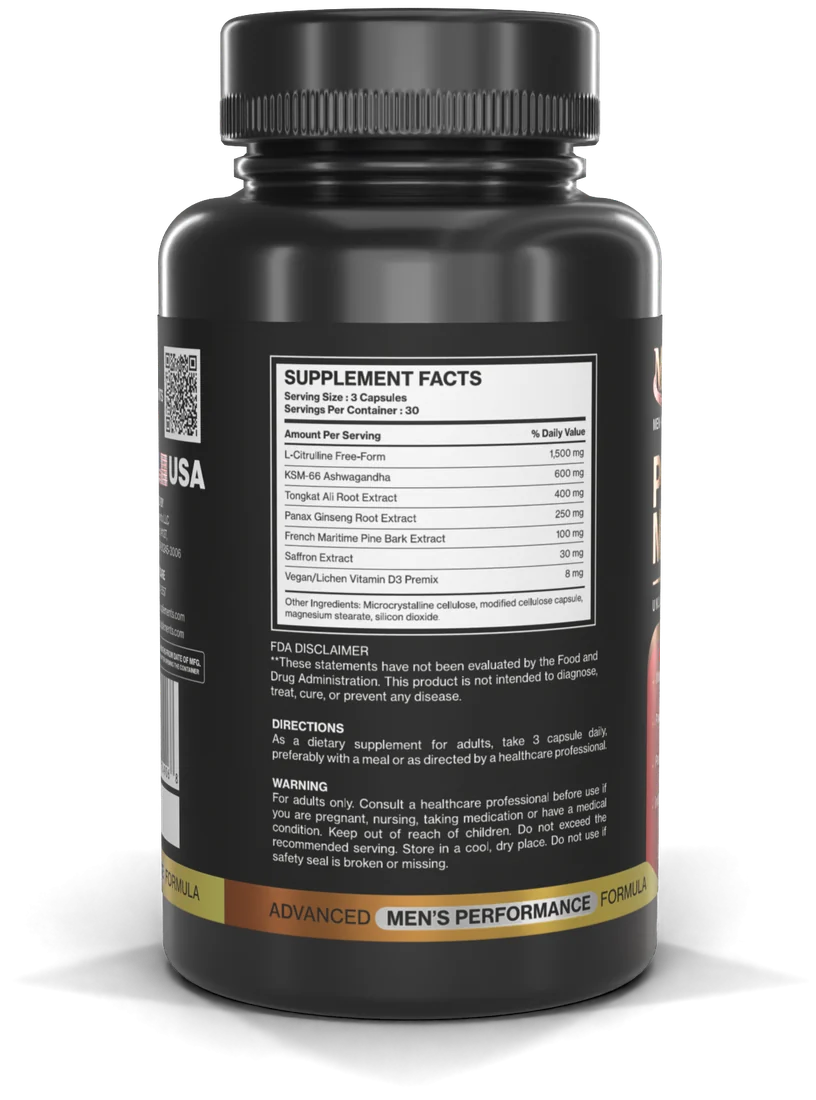 SUPPLEMENT FACTS
Serving Size : 3 Capsules
Servings Per Container : 30
Amount Per Serving % Daily Value
L-Citrulline Free-Form 1,500 mg
KSM-66 Ashwagandha 600 mg
Tongkat Ali Root Extract 400 mg
Panax Ginseng Root Extract 250 mg
French Maritime Pine Bark Extract 100 mg
Saffron Extract 30 mg
Vegan/Lichen Vitamin D3 Premix 8 mg
Other Ingredients: Microcrystalline cellulose, modified cellulose capsule,
magnesium stearate, silicon dioxide
FDA DISCLAIMER
**These statements have not been evaluated by the Food and
Drug Administration. This product is not intended to diagnose,
treat, cure, or prevent any disease.
DIRECTIONS
As a dietary supplement for adults, take 3 capsule daily,
preferably with a meal or as directed by a healthcare professional.
WARNING
For adults only. Consult a healthcare professional before use if
you are pregnant, nursing, taking medication or have a medical
condition. Keep out of reach of children. Do not exceed the
recommended serving. Store in a cool, dry place. Do not use if
safety seal is broken or missing.
ADVANCED MEN'S PERFORMANCE FORMULA
USA
FORMULA